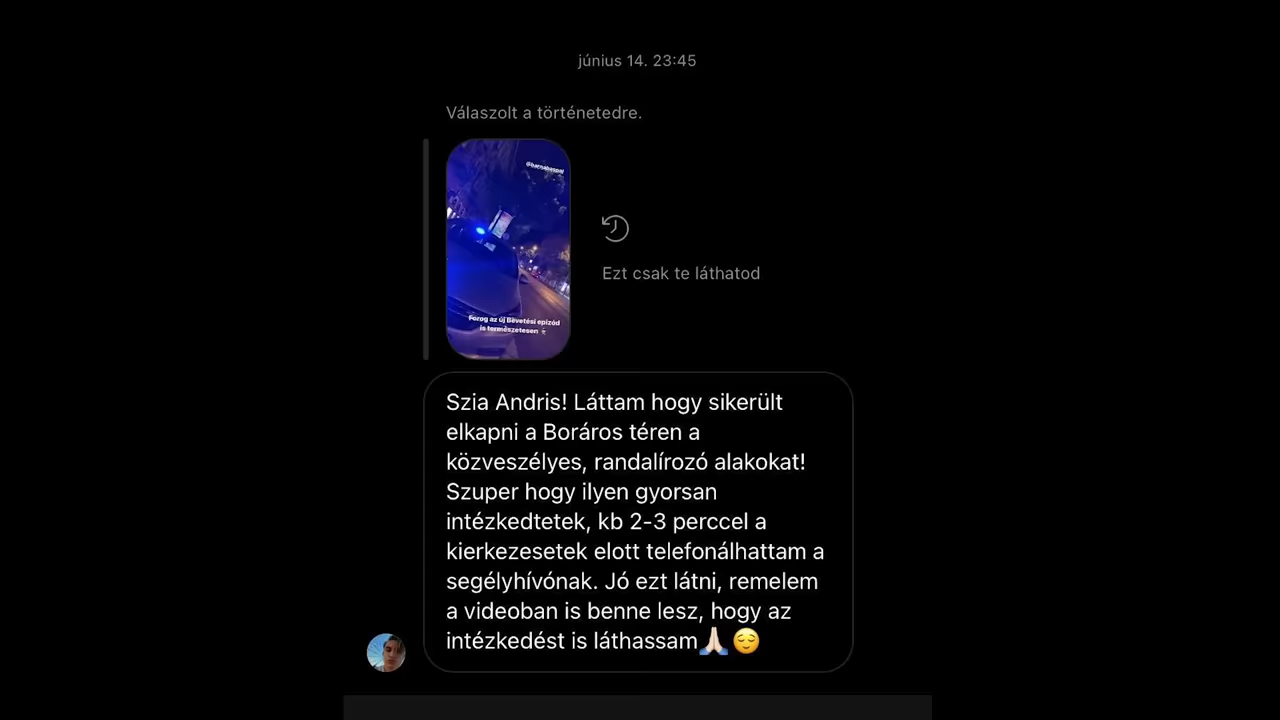 június 14. 23:45
Válaszolt a történetedre.
@barnabaspal
Forog az új Bevetési epizód
is természetesen
Ezt csak te láthatod
Szia Andris! Láttam hogy sikerült
elkapni a Boráros téren a
közveszélyes, randalírozó alakokat!
Szuper hogy ilyen gyorsan
intézkedtetek, kb 2-3 perccel a
kierkezesetek elott telefonálhattam a
segélyhívónak. Jó ezt látni, remelem
a videoban is benne lesz, hogy az
intézkedést is láthassam🙏🏻😌